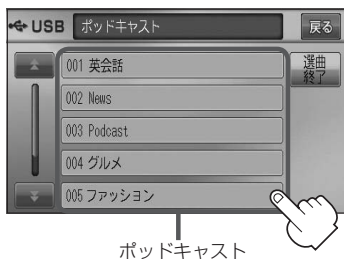 USB ポッドキャスト 戻る
001 英会話
選曲
終了
002 News
003 Podcast
004 グルメ
005 ファッション
ポッドキャスト